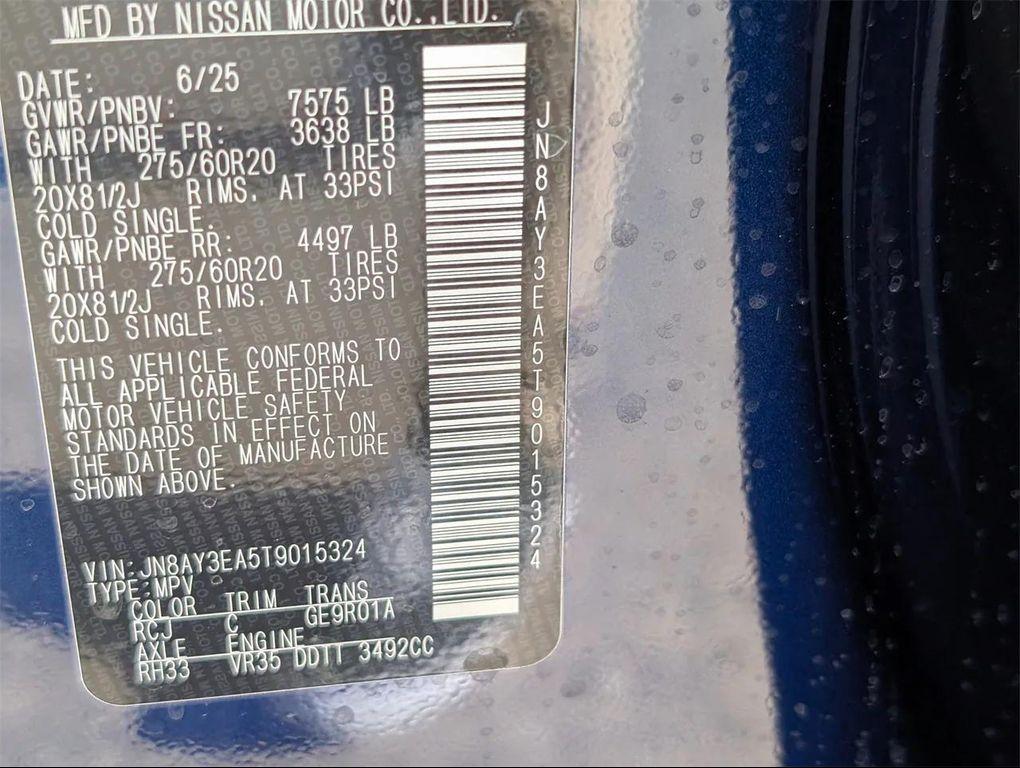 MFD BY NISSAN MOTOR CO.,LTD.
DATE: 6/25
GVWR/PNBV: 7575 LB
GAWR/PNBE FR: 3638 LB
WITH 275/60R20 TIRES
20X81/2J RIMS. AT 33PSI
COLD SINGLE.
GAWR/PNBE RR: 4497 LB
WITH 275/60R20 TIRES
20X81/2J RIMS. AT 33PSI
COLD SINGLE.
THIS VEHICLE CONFORMS TO
ALL APPLICABLE FEDERAL
MOTOR VEHICLE SAFETY
STANDARDS IN EFFECT ON
THE DATE OF MANUFACTURE
SHOWN ABOVE.
VIN:JN8AY3EA5T9015324
TYPE:MPV
COLOR TRIM TRANS
RCJ C GE9R01A
AXLE ENGINE
RH33 VR35 DDTT 3492CC
JN8AY3EA5T9015324